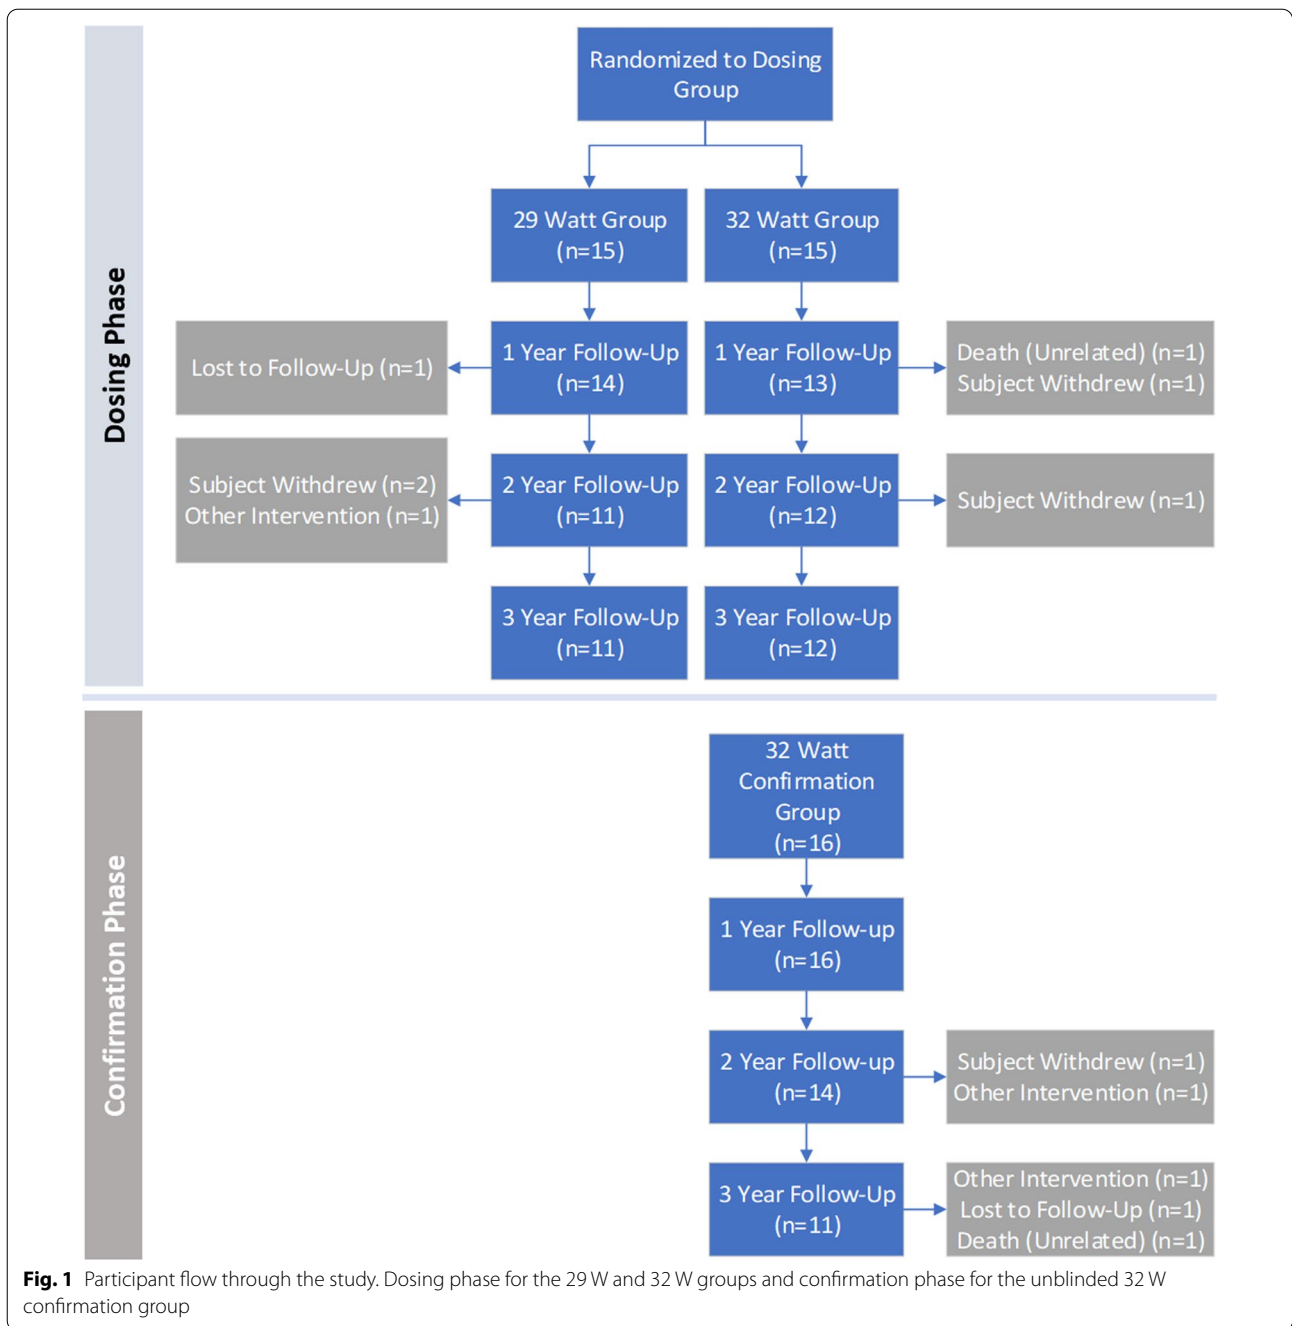 Dosing Phase
Randomized to Dosing
Group
29 Watt Group
(n=15)
32 Watt Group
(n=15)
Lost to Follow-Up (n=1)
1 Year Follow-Up
(n=14)
1 Year Follow-Up
(n=13)
Death (Unrelated) (n=1)
Subject Withdrew (n=1)
Subject Withdrew (n=2)
Other Intervention (n=1)
2 Year Follow-Up
(n=11)
2 Year Follow-Up
(n=12)
Subject Withdrew (n=1)
3 Year Follow-Up
(n=11)
3 Year Follow-Up
(n=12)
Confirmation Phase
32 Watt
Confirmation
Group
(n=16)
1 Year Follow-up
(n=16)
2 Year Follow-up
(n=14)
Subject Withdrew (n=1)
Other Intervention (n=1)
3 Year Follow-Up
(n=11)
Other Intervention (n=1)
Lost to Follow-Up (n=1)
Death (Unrelated) (n=1)
Fig. 1 Participant flow through the study. Dosing phase for the 29 W and 32 W groups and confirmation phase for the unblinded 32 W
confirmation group